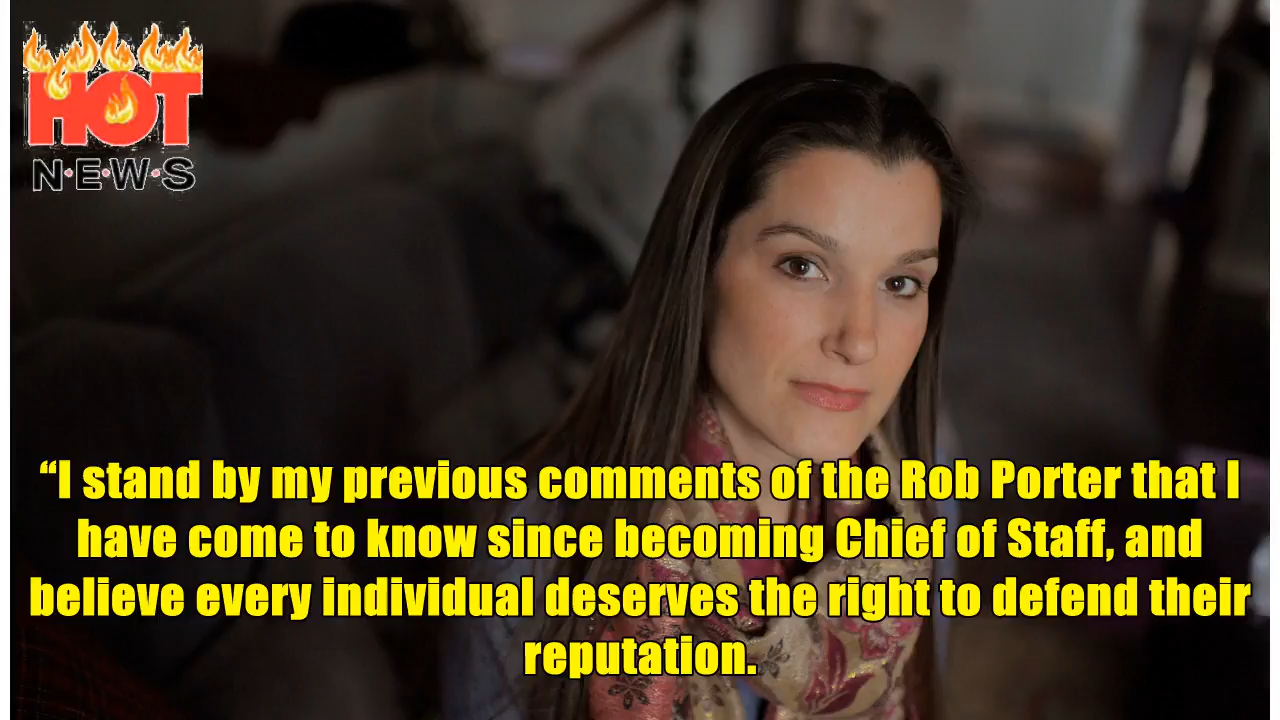 HOT
N·E·W·S
“I stand by my previous comments of the Rob Porter that I
have come to know since becoming Chief of Staff, and
believe every individual deserves the right to defend their
reputation.